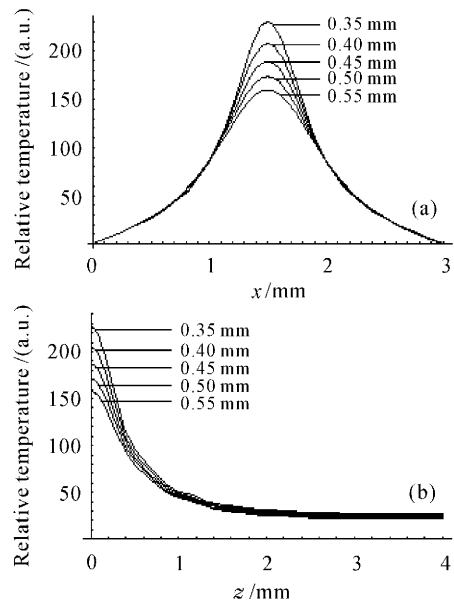 Relative temperature /(a.u.)
200
150
100
50
0
1
2
3
x/mm
0.35 mm
0.40 mm
0.45 mm
0.50 mm
0.55 mm
(a)
Relative temperature /(a.u.)
200
150
100
50
0
1
2
3
4
z/mm
0.35 mm
0.40 mm
0.45 mm
0.50 mm
0.55 mm
(b)